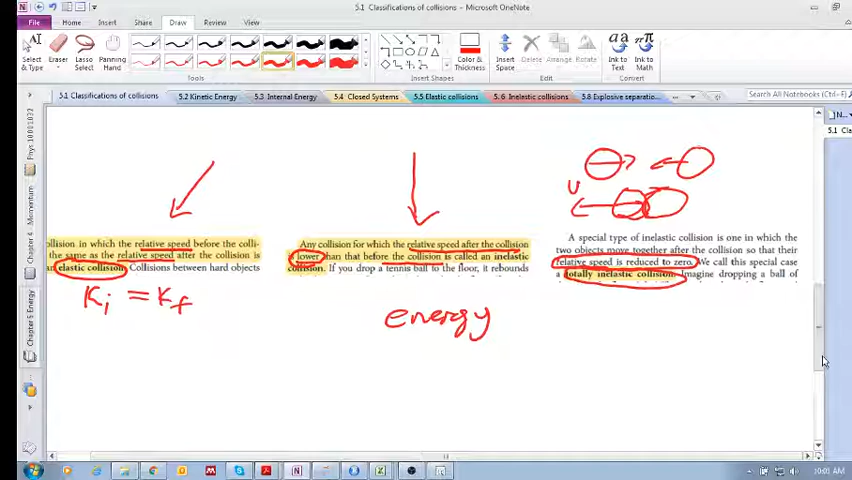 5.1 Classifications of collisions - Microsoft OneNote
File Home Insert Share Draw Review View
Select & Type Eraser Lasso Select Panning Hand Color & Thickness Insert Space Delete Arrange Rotate Ink to Text Ink to Math
Tools Insert Shapes Edit Convert
5.1 Classifications of collisions 5.2 Kinetic Energy 5.3 Internal Energy 5.4 Closed Systems 5.5 Elastic collisions 5.6 Inelastic collisions 5.8 Explosive separatio... Search All Notebooks (Ctrl+E)
Phys 10011022
Chapter 4 - Momentum
Chapter 5 Energy
N...
5.1 Cl
υ
ollision in which the relative speed before the colli-
the same as the relative speed after the collision is
an elastic collision. Collisions between hard objects
Ki = Kf
Any collision for which the relative speed after the collision
is lower than that before the collision is called an inelastic
collision. If you drop a tennis ball to the floor, it rebounds
energy
A special type of inelastic collision is one in which the
two objects move together after the collision so that their
relative speed is reduced to zero. We call this special case
totally inelastic collision. Imagine dropping a ball of
10:01 AM